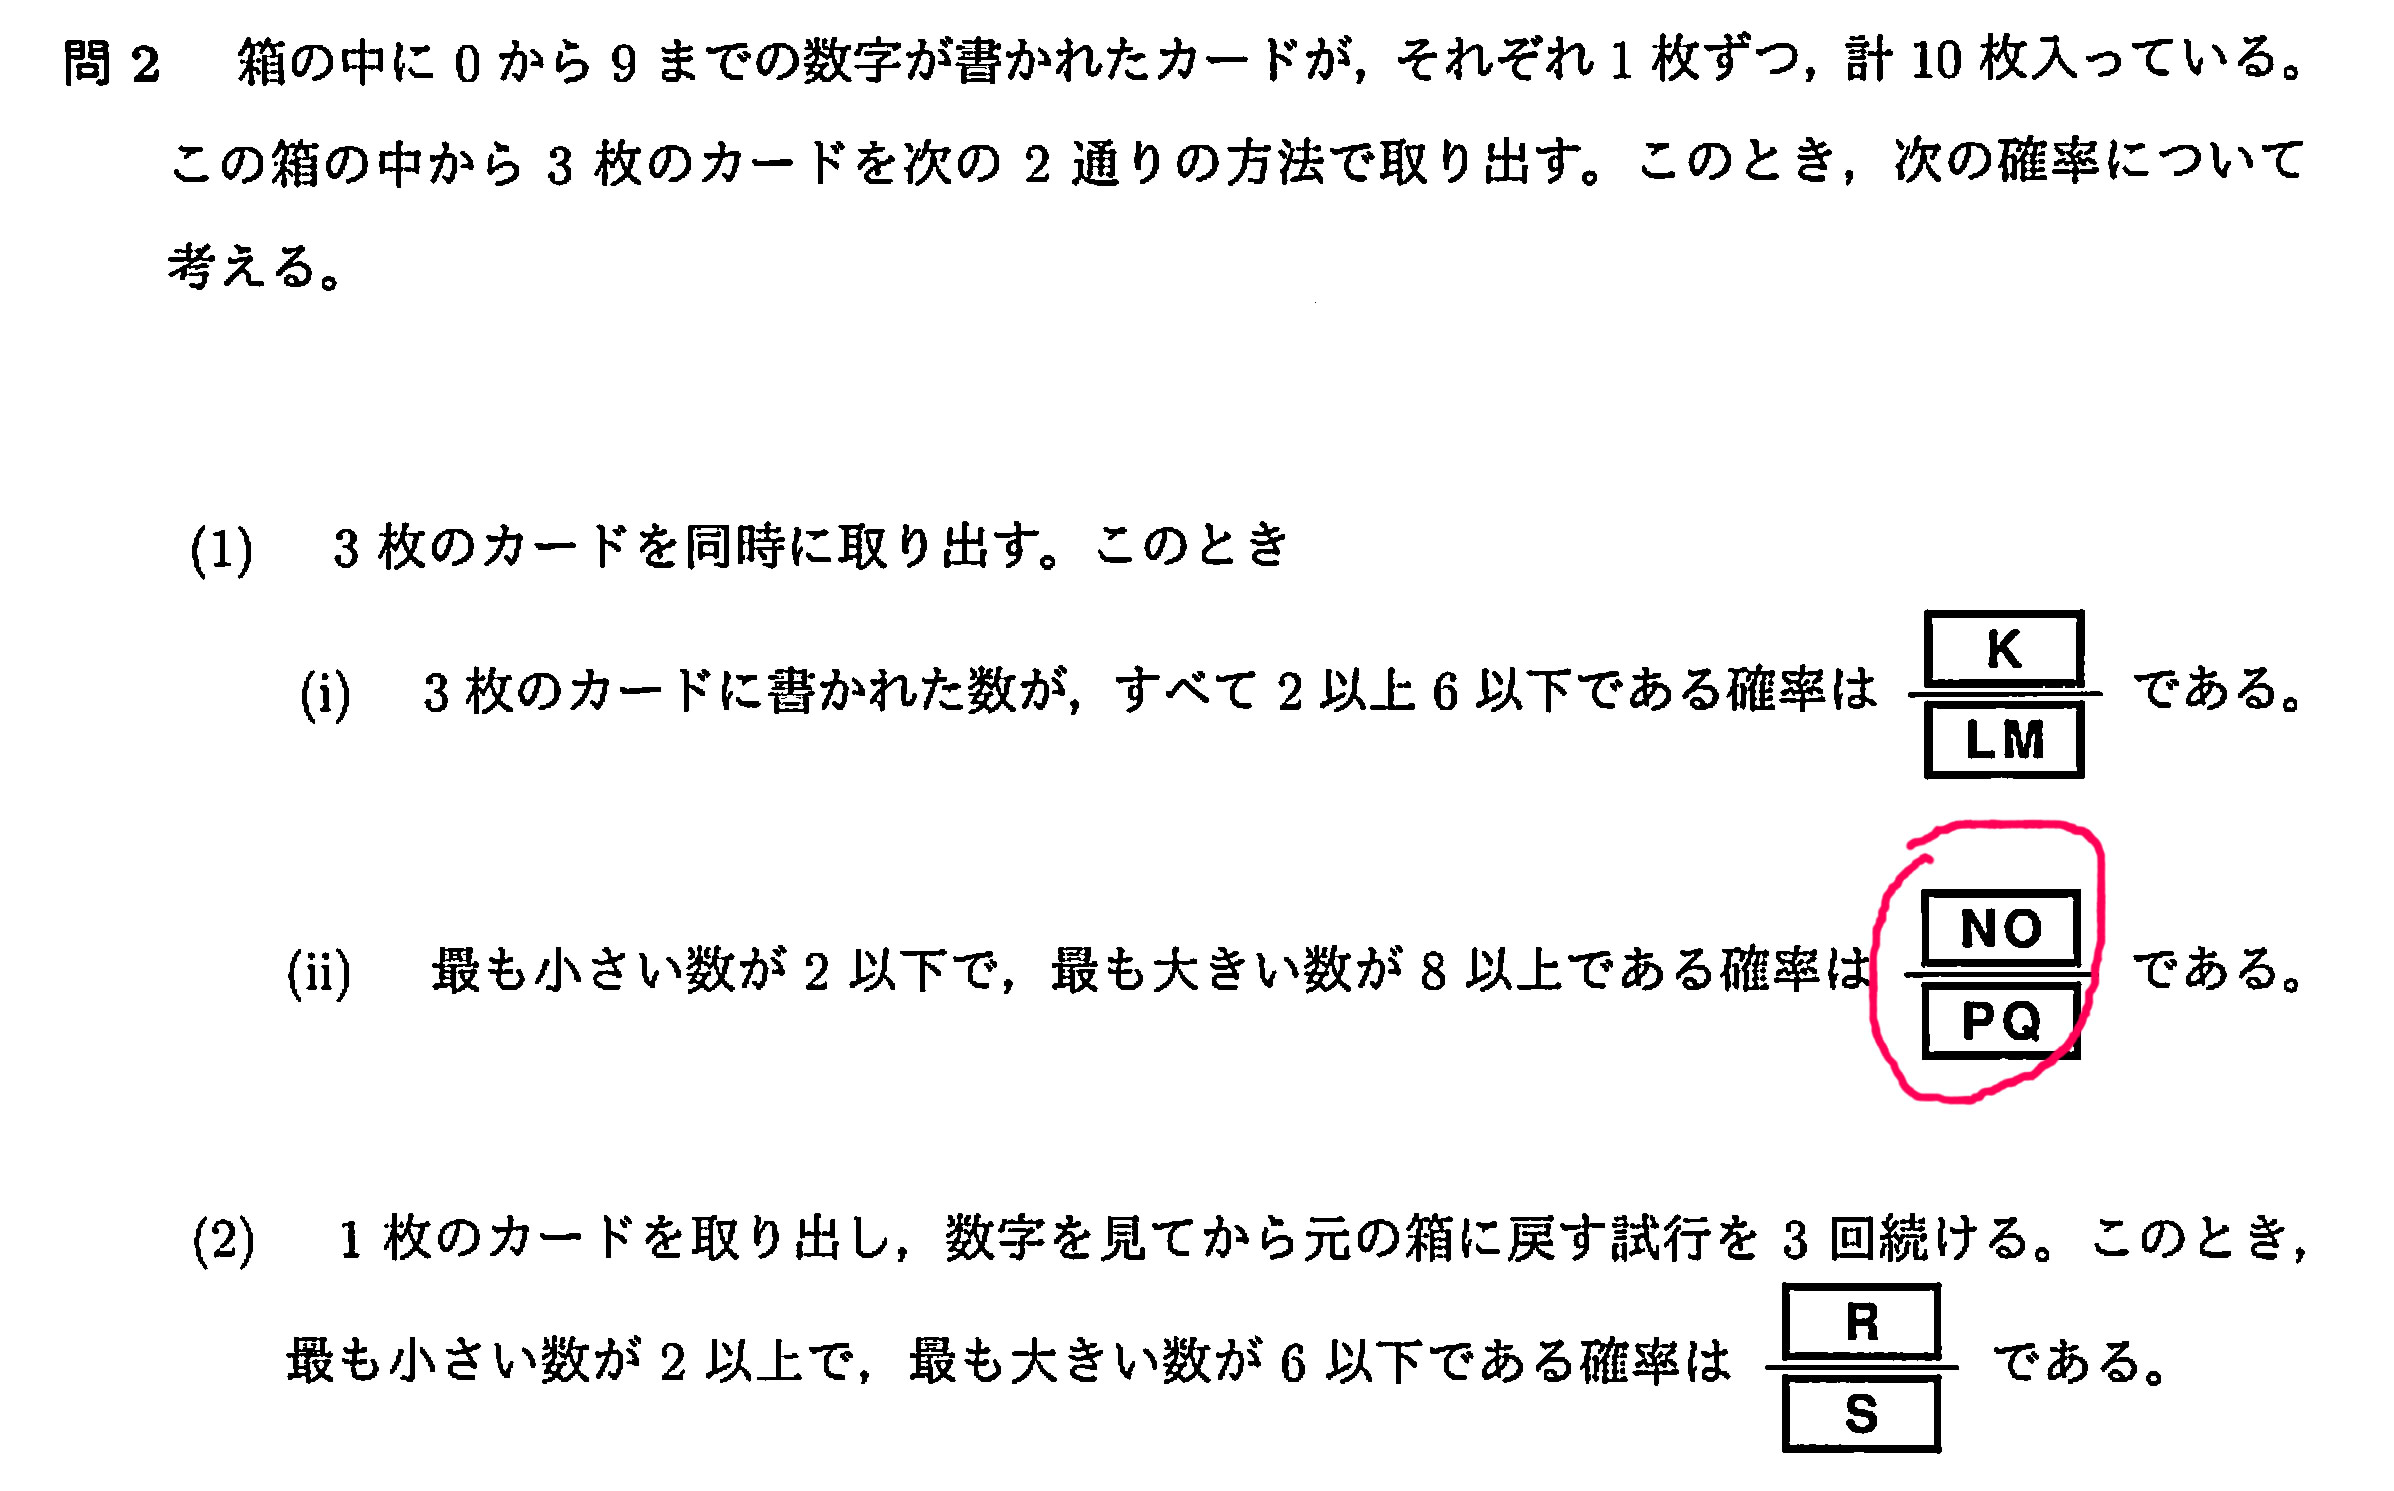 問 2 箱の中に 0 から 9 までの数字が書かれたカードが, それぞれ 1 枚ずつ, 計 10 枚入っている。
この箱の中から 3 枚のカードを次の 2 通りの方法で取り出す。このとき, 次の確率について
考える。
(1) 3 枚のカードを同時に取り出す。このとき
(i) 3 枚のカードに書かれた数が, すべて 2 以上 6 以下である確率は K/LM である。
(ii) 最も小さい数が 2 以下で, 最も大きい数が 8 以上である確率は NO/PQ である。
(2) 1 枚のカードを取り出し, 数字を見てから元の箱に戻す試行を 3 回続ける。このとき,
最も小さい数が 2 以上で, 最も大きい数が 6 以下である確率は R/S である。